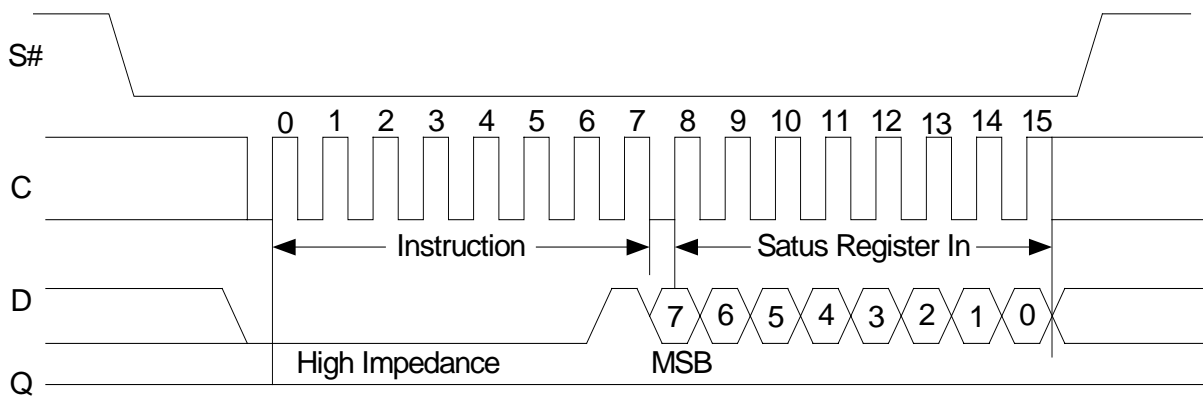 S#
0 1 2 3 4 5 6 7 8 9 10 11 12 13 14 15
C
Instruction Satus Register In
D
7 6 5 4 3 2 1 0
High Impedance MSB
Q